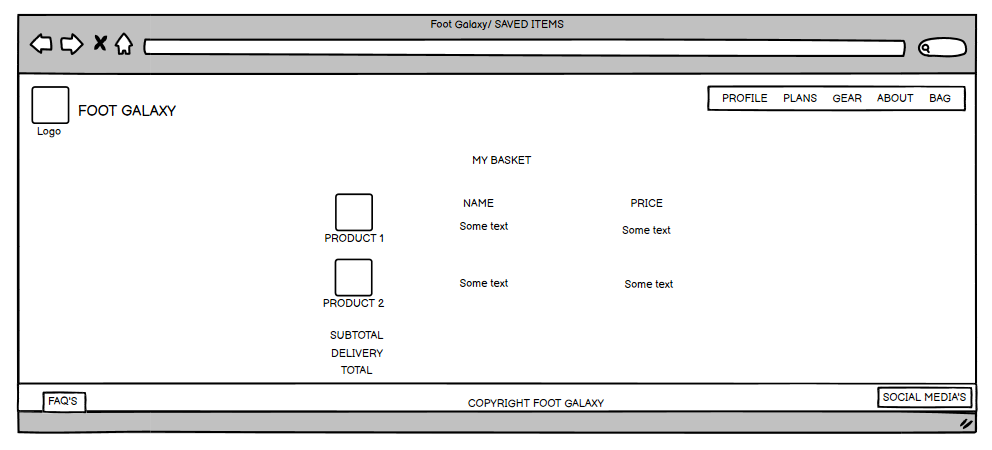 Foot Galaxy/ SAVED ITEMS
FOOT GALAXY
Logo
PROFILE PLANS GEAR ABOUT BAG
MY BASKET
NAME PRICE
Some text Some text
PRODUCT 1
Some text Some text
PRODUCT 2
SUBTOTAL
DELIVERY
TOTAL
FAQ'S
COPYRIGHT FOOT GALAXY
SOCIAL MEDIA'S